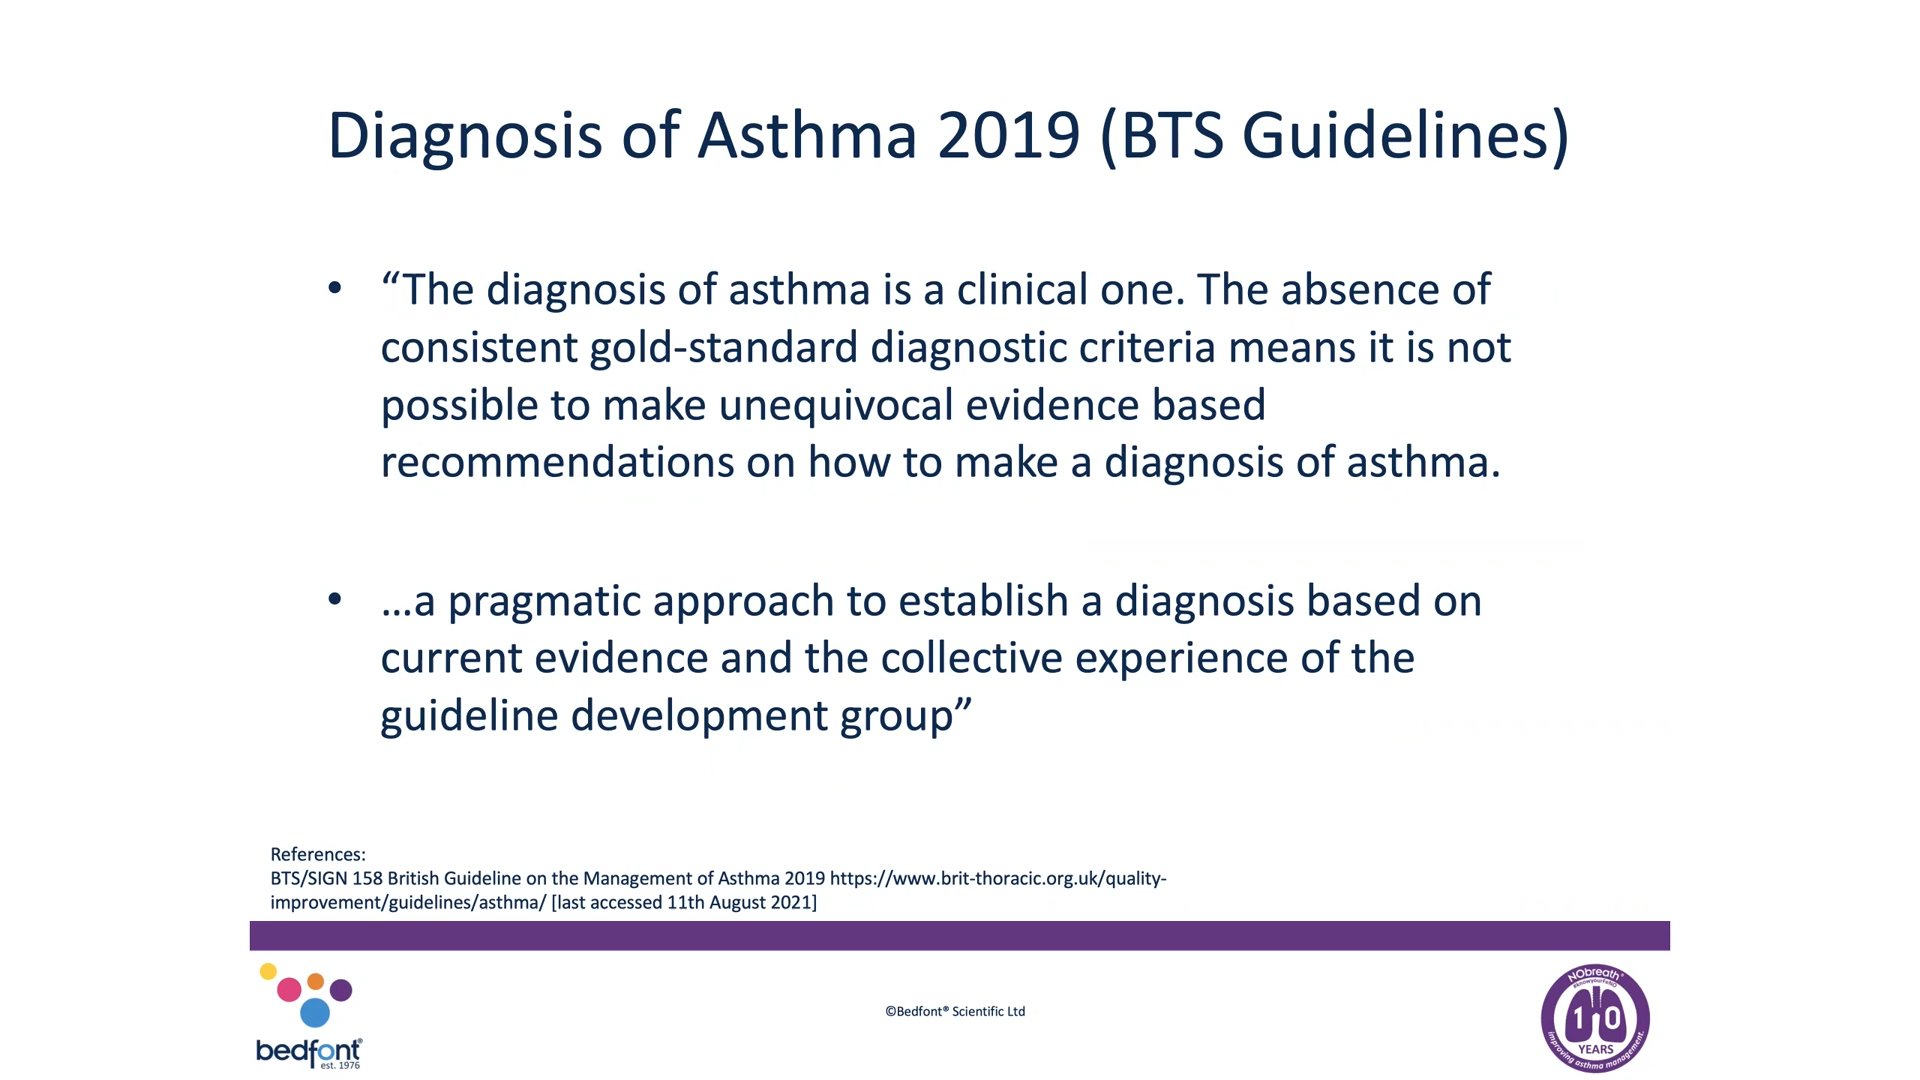 Diagnosis of Asthma 2019 (BTS Guidelines)
• “The diagnosis of asthma is a clinical one. The absence of
consistent gold-standard diagnostic criteria means it is not
possible to make unequivocal evidence based
recommendations on how to make a diagnosis of asthma.
• …a pragmatic approach to establish a diagnosis based on
current evidence and the collective experience of the
guideline development group”
References:
BTS/SIGN 158 British Guideline on the Management of Asthma 2019 https://www.brit-thoracic.org.uk/quality-
improvement/guidelines/asthma/ [last accessed 11th August 2021]
bedfont®
est. 1976
©Bedfont® Scientific Ltd
NObreath®
#knowyourFeNO
10
YEARS
improving asthma management.